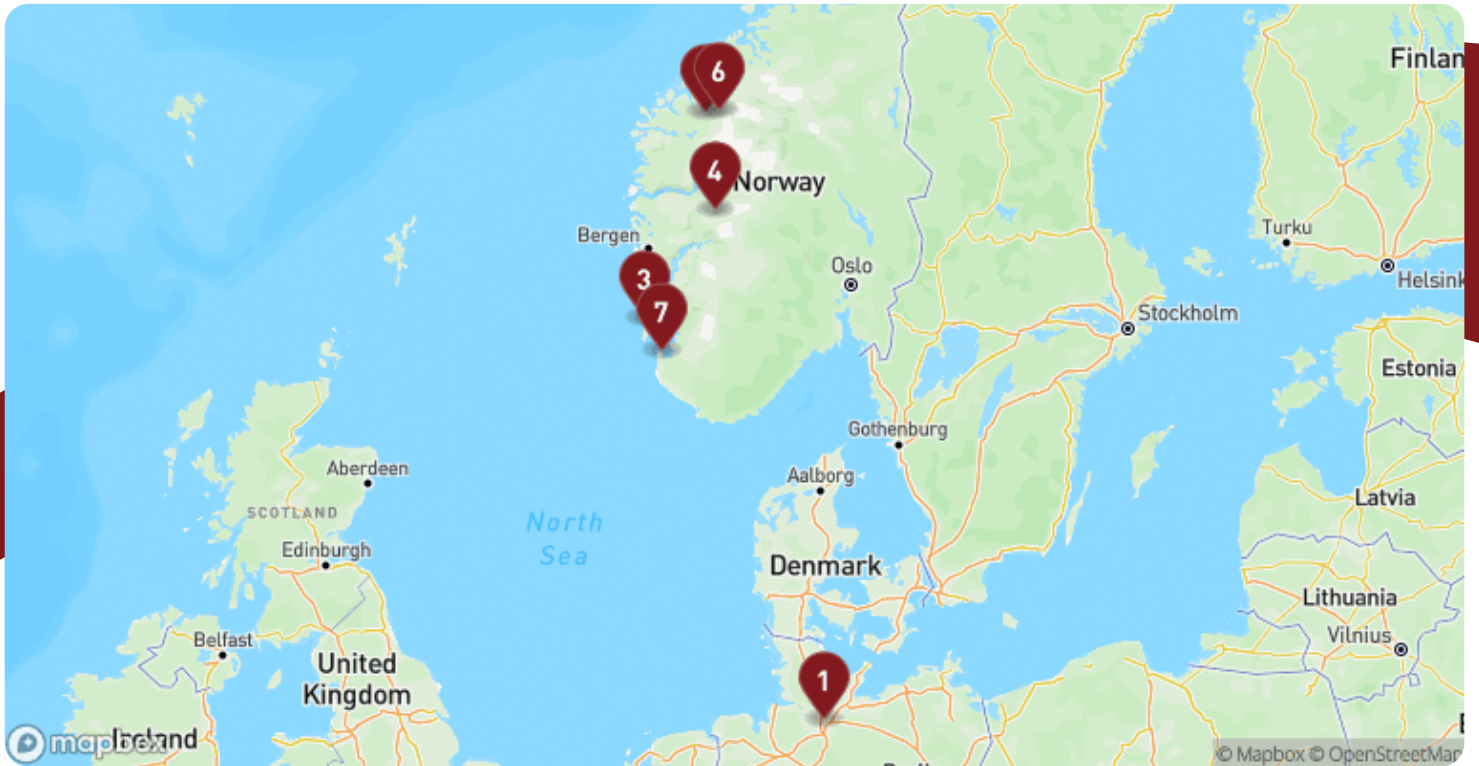 Finlan
6
4
Norway
Bergen
Turku
Oslo
3
Helsink
7
Stockholm
Estonia
Gothenburg
Aberdeen
Aalborg
Latvia
SCOTLAND
North
Sea
Edinburgh
Denmark
Lithuania
Belfast
Vilnius
United
Kingdom
1
mapbox
Ireland
© Mapbox © OpenStreetMap